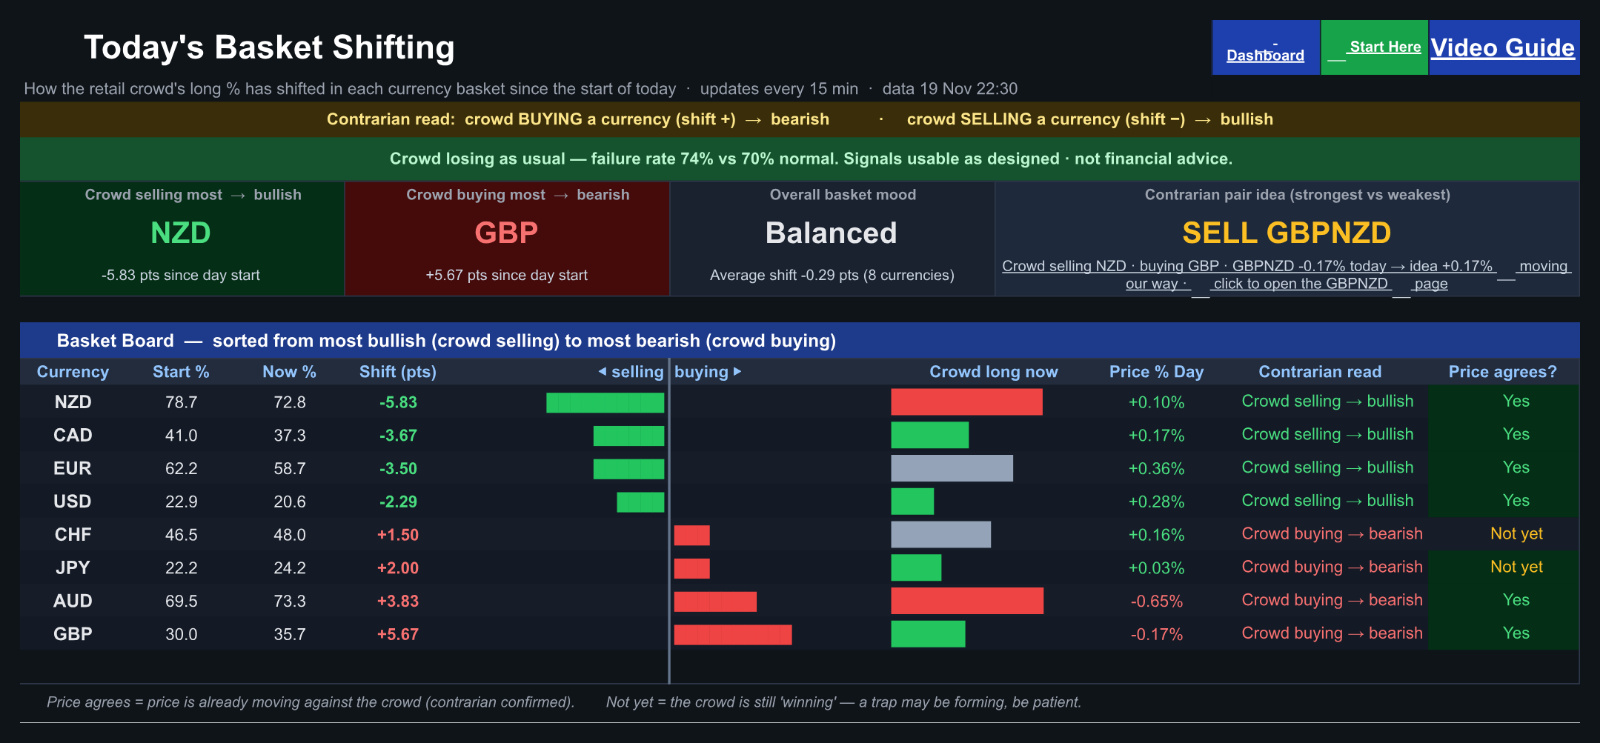 Today's Basket Shifting
Dashboard
Start Here
Video Guide
How the retail crowd's long % has shifted in each currency basket since the start of today · updates every 15 min · data 19 Nov 22:30
Contrarian read: crowd BUYING a currency (shift +) → bearish · crowd SELLING a currency (shift −) → bullish
Crowd losing as usual — failure rate 74% vs 70% normal. Signals usable as designed · not financial advice.
Crowd selling most → bullish
NZD
-5.83 pts since day start
Crowd buying most → bearish
GBP
+5.67 pts since day start
Overall basket mood
Balanced
Average shift -0.29 pts (8 currencies)
Contrarian pair idea (strongest vs weakest)
SELL GBPNZD
Crowd selling NZD · buying GBP · GBPNZD -0.17% today → idea +0.17% moving
our way · click to open the GBPNZD page
Basket Board — sorted from most bullish (crowd selling) to most bearish (crowd buying)
Currency Start % Now % Shift (pts) ◂ selling buying ▸ Crowd long now Price % Day Contrarian read Price agrees?
NZD 78.7 72.8 -5.83 +0.10% Crowd selling → bullish Yes
CAD 41.0 37.3 -3.67 +0.17% Crowd selling → bullish Yes
EUR 62.2 58.7 -3.50 +0.36% Crowd selling → bullish Yes
USD 22.9 20.6 -2.29 +0.28% Crowd selling → bullish Yes
CHF 46.5 48.0 +1.50 +0.16% Crowd buying → bearish Not yet
JPY 22.2 24.2 +2.00 +0.03% Crowd buying → bearish Not yet
AUD 69.5 73.3 +3.83 -0.65% Crowd buying → bearish Yes
GBP 30.0 35.7 +5.67 -0.17% Crowd buying → bearish Yes
Price agrees = price is already moving against the crowd (contrarian confirmed). Not yet = the crowd is still 'winning' — a trap may be forming, be patient.